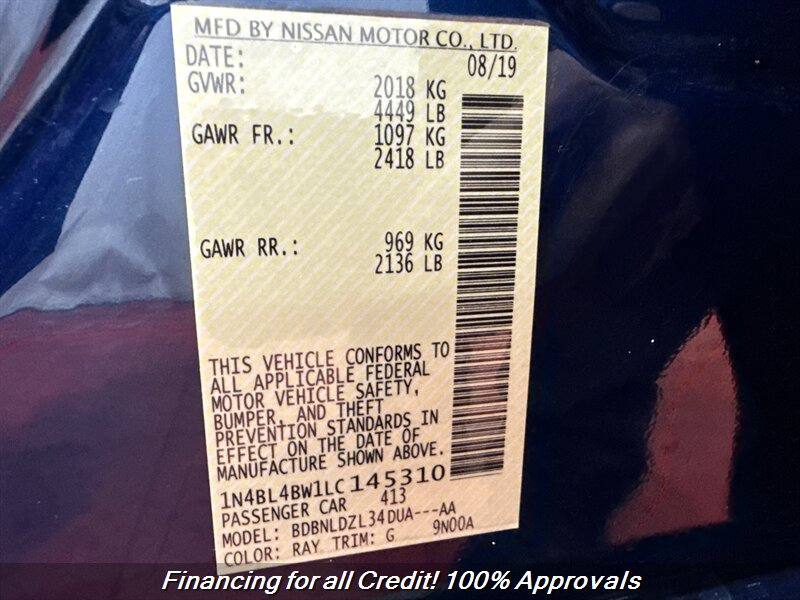 MFD BY NISSAN MOTOR CO., LTD.
DATE: 08/19
GVWR: 2018 KG
4449 LB
GAWR FR.: 1097 KG
2418 LB
GAWR RR.: 969 KG
2136 LB
THIS VEHICLE CONFORMS TO
ALL APPLICABLE FEDERAL
MOTOR VEHICLE SAFETY,
BUMPER, AND THEFT
PREVENTION STANDARDS IN
EFFECT ON THE DATE OF
MANUFACTURE SHOWN ABOVE.
1N4BL4BW1LC145310
PASSENGER CAR 413
MODEL: BDBNLDZL34DUA---AA
COLOR: RAY TRIM: G 9N00A
Financing for all Credit! 100% Approvals